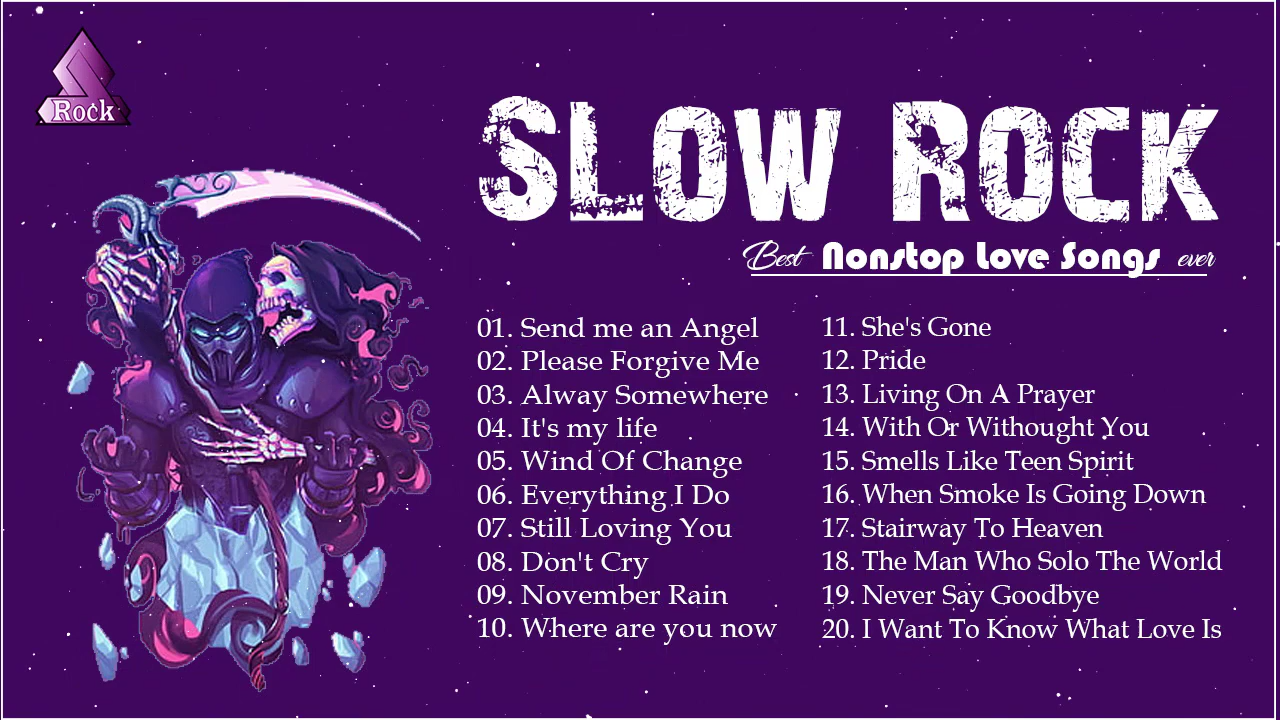 Rock
SLOW ROCK
Best Nonstop Love Songs ever
01. Send me an Angel
02. Please Forgive Me
03. Alway Somewhere
04. It's my life
05. Wind Of Change
06. Everything I Do
07. Still Loving You
08. Don't Cry
09. November Rain
10. Where are you now
11. She's Gone
12. Pride
13. Living On A Prayer
14. With Or Withought You
15. Smells Like Teen Spirit
16. When Smoke Is Going Down
17. Stairway To Heaven
18. The Man Who Solo The World
19. Never Say Goodbye
20. I Want To Know What Love Is